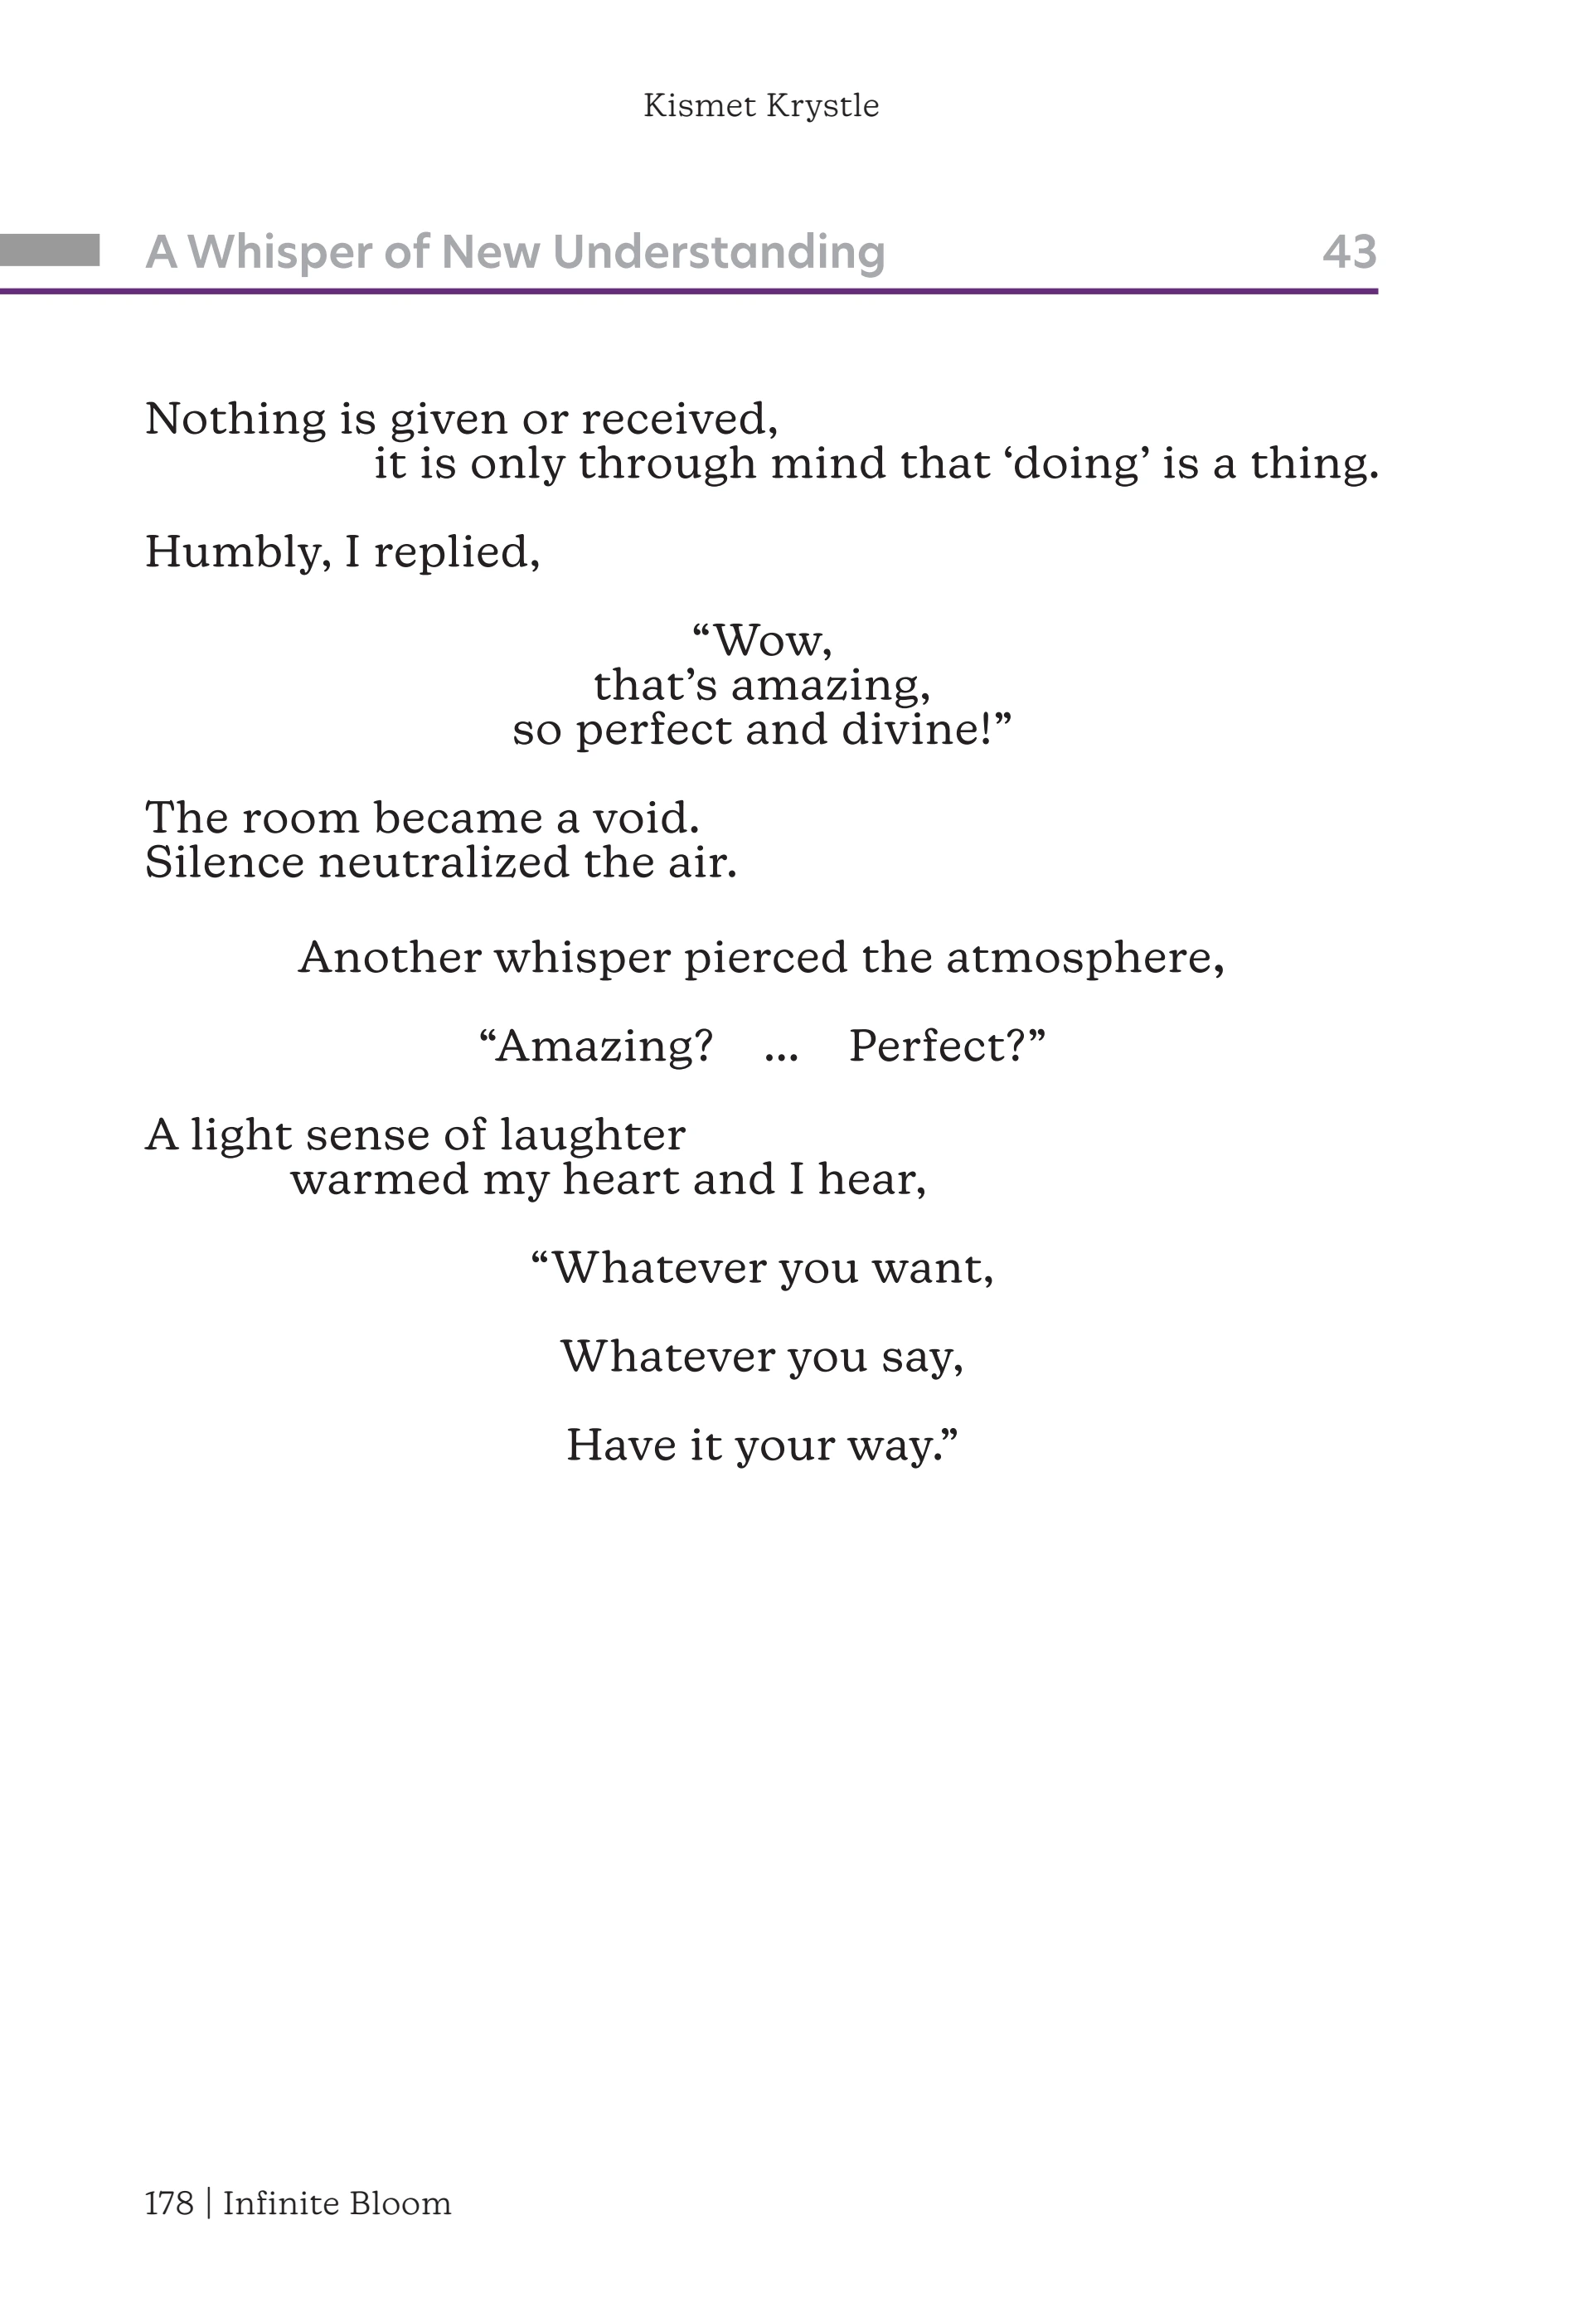 Kismet Krystle
A Whisper of New Understanding 43
Nothing is given or received,
it is only through mind that ‘doing’ is a thing.
Humbly, I replied,
“Wow,
that’s amazing,
so perfect and divine!”
The room became a void.
Silence neutralized the air.
Another whisper pierced the atmosphere,
“Amazing? ... Perfect?”
A light sense of laughter
warmed my heart and I hear,
“Whatever you want,
Whatever you say,
Have it your way.”
178 | Infinite Bloom